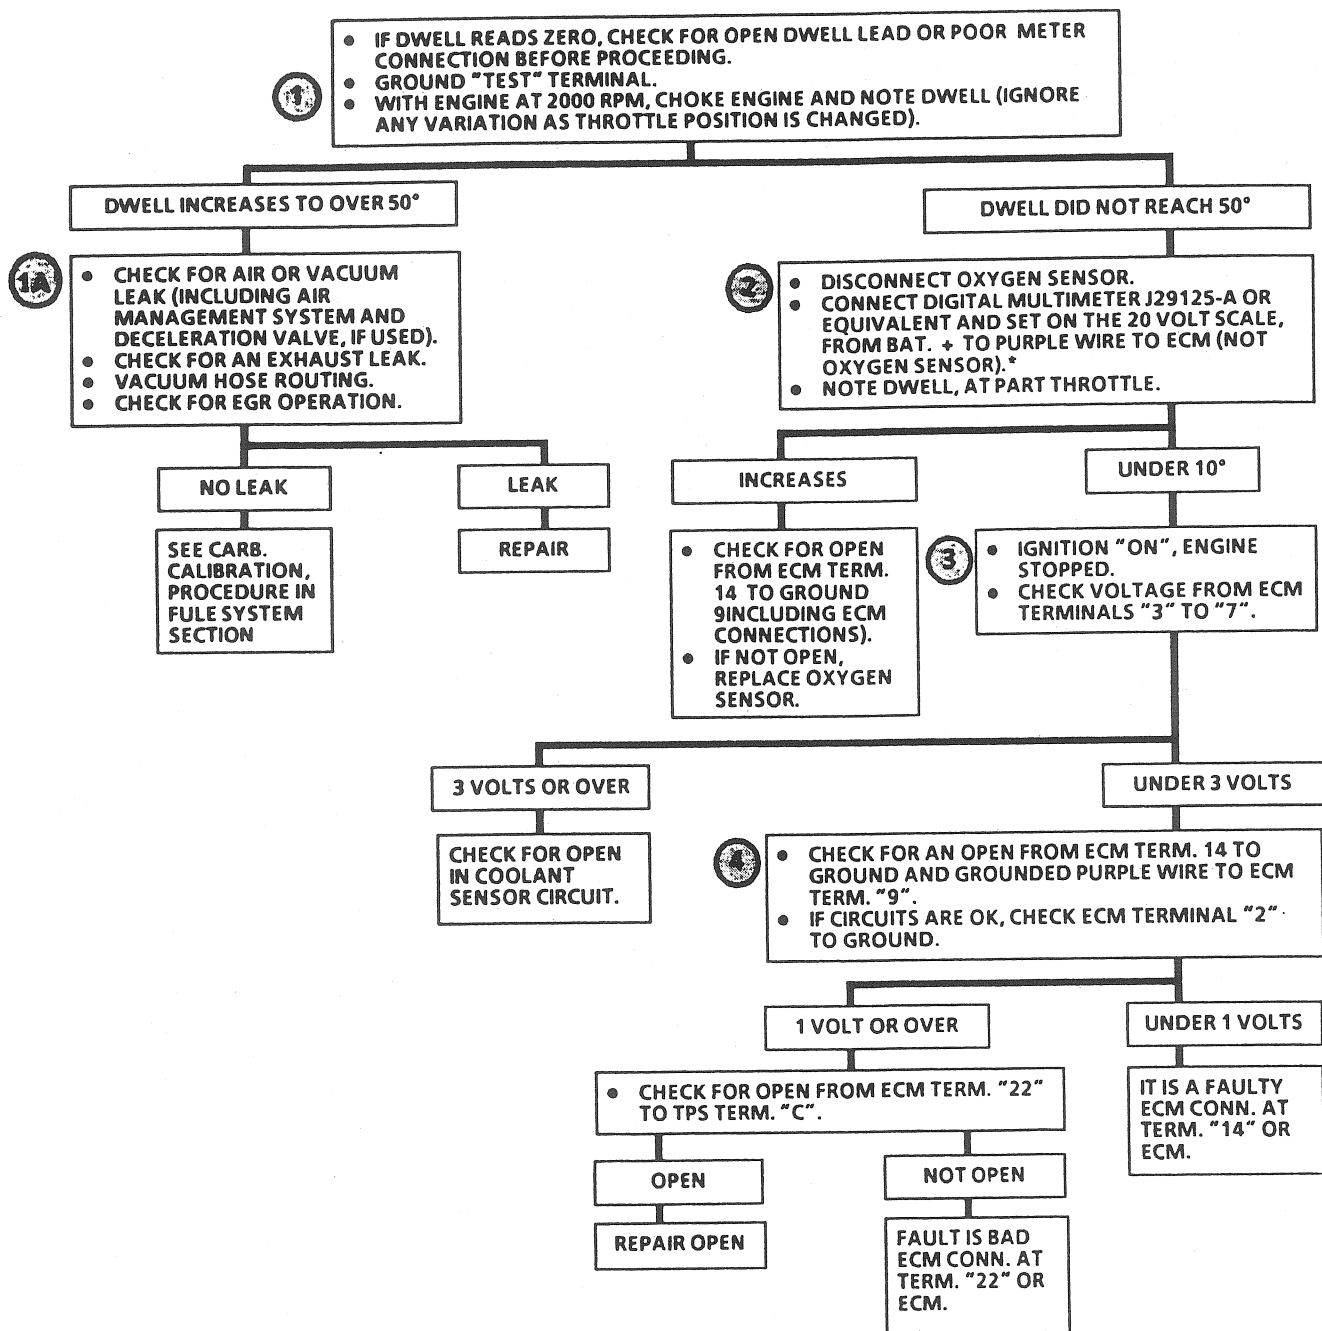 • IF DWELL READS ZERO, CHECK FOR OPEN DWELL LEAD OR POOR METER
CONNECTION BEFORE PROCEEDING.
• GROUND "TEST" TERMINAL.
• WITH ENGINE AT 2000 RPM, CHOKE ENGINE AND NOTE DWELL (IGNORE
ANY VARIATION AS THROTTLE POSITION IS CHANGED).
1
DWELL INCREASES TO OVER 50°
DWELL DID NOT REACH 50°
1A
• CHECK FOR AIR OR VACUUM
LEAK (INCLUDING AIR
MANAGEMENT SYSTEM AND
DECELERATION VALVE, IF USED).
• CHECK FOR AN EXHAUST LEAK.
• VACUUM HOSE ROUTING.
• CHECK FOR EGR OPERATION.
2
• DISCONNECT OXYGEN SENSOR.
• CONNECT DIGITAL MULTIMETER J29125-A OR
EQUIVALENT AND SET ON THE 20 VOLT SCALE,
FROM BAT. + TO PURPLE WIRE TO ECM (NOT
OXYGEN SENSOR).*
• NOTE DWELL, AT PART THROTTLE.
NO LEAK
LEAK
SEE CARB.
CALIBRATION,
PROCEDURE IN
FULE SYSTEM
SECTION
REPAIR
INCREASES
UNDER 10°
• CHECK FOR OPEN
FROM ECM TERM.
14 TO GROUND
9INCLUDING ECM
CONNECTIONS).
• IF NOT OPEN,
REPLACE OXYGEN
SENSOR.
3
• IGNITION "ON", ENGINE
STOPPED.
• CHECK VOLTAGE FROM ECM
TERMINALS "3" TO "7".
3 VOLTS OR OVER
UNDER 3 VOLTS
CHECK FOR OPEN
IN COOLANT
SENSOR CIRCUIT.
4
• CHECK FOR AN OPEN FROM ECM TERM. 14 TO
GROUND AND GROUNDED PURPLE WIRE TO ECM
TERM. "9".
• IF CIRCUITS ARE OK, CHECK ECM TERMINAL "2"
TO GROUND.
1 VOLT OR OVER
UNDER 1 VOLTS
• CHECK FOR OPEN FROM ECM TERM. "22"
TO TPS TERM. "C".
IT IS A FAULTY
ECM CONN. AT
TERM. "14" OR
ECM.
OPEN
NOT OPEN
REPAIR OPEN
FAULT IS BAD
ECM CONN. AT
TERM. "22" OR
ECM.